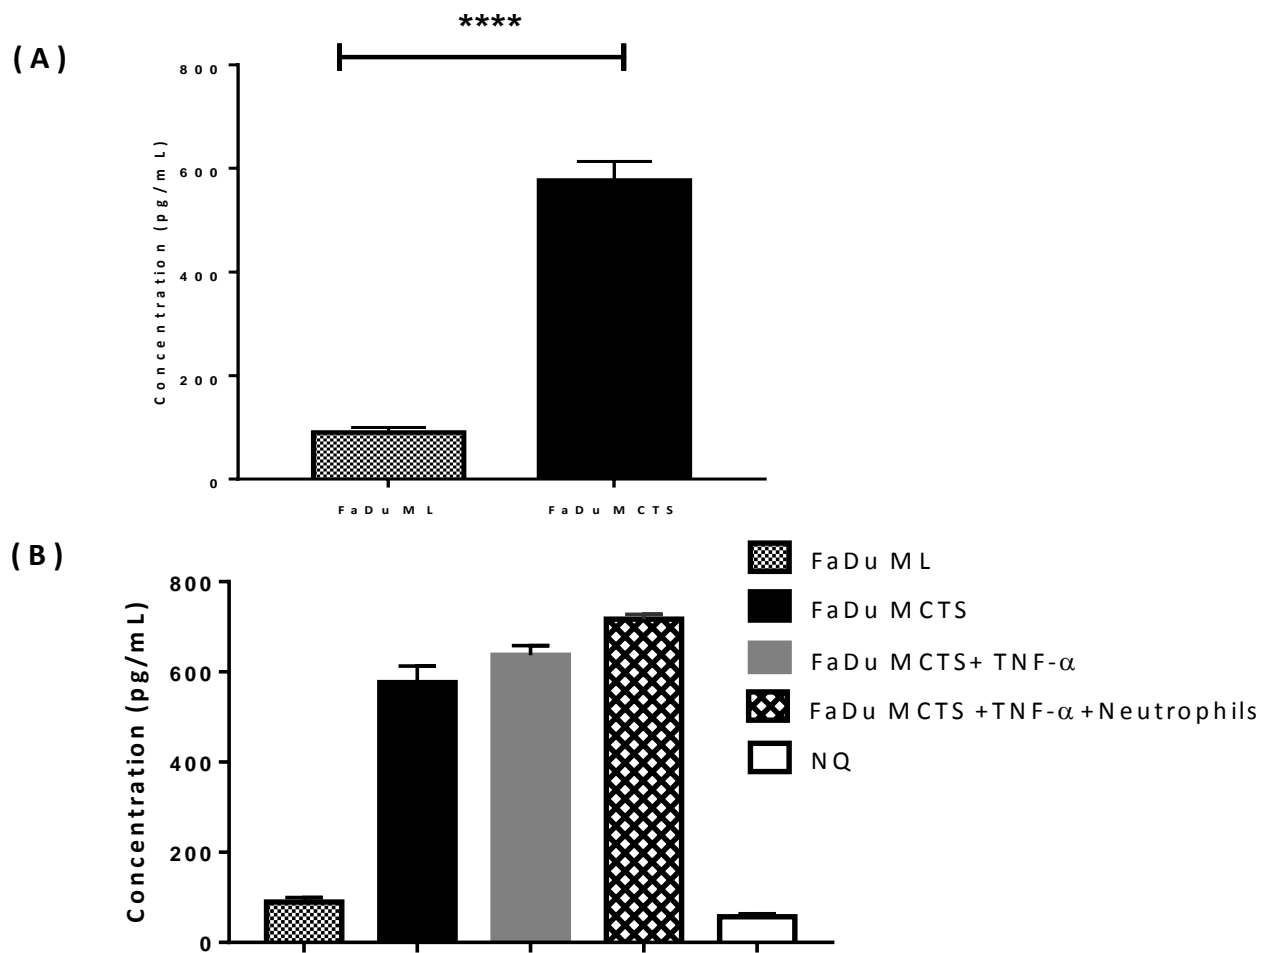 ****
(A)
800
600
400
200
0
Concentration (pg/mL)
FaDu ML
FaDu MCTS
(B)
800
600
400
200
0
Concentration (pg/mL)
FaDu ML
FaDu MCTS
FaDu MCTS+ TNF-α
FaDu MCTS +TNF-α+Neutrophils
NQ